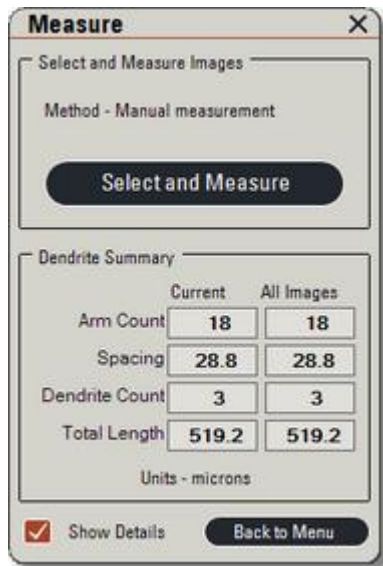 Measure
Select and Measure Images
Method - Manual measurement
Select and Measure
Dendrite Summary
Current All Images
Arm Count 18 18
Spacing 28.8 28.8
Dendrite Count 3 3
Total Length 519.2 519.2
Units - microns
Show Details Back to Menu